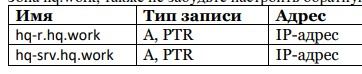 Имя Тип записи Адрес
hq-r.hq.work A, PTR IP-адрес
hq-srv.hq.work A, PTR IP-адрес